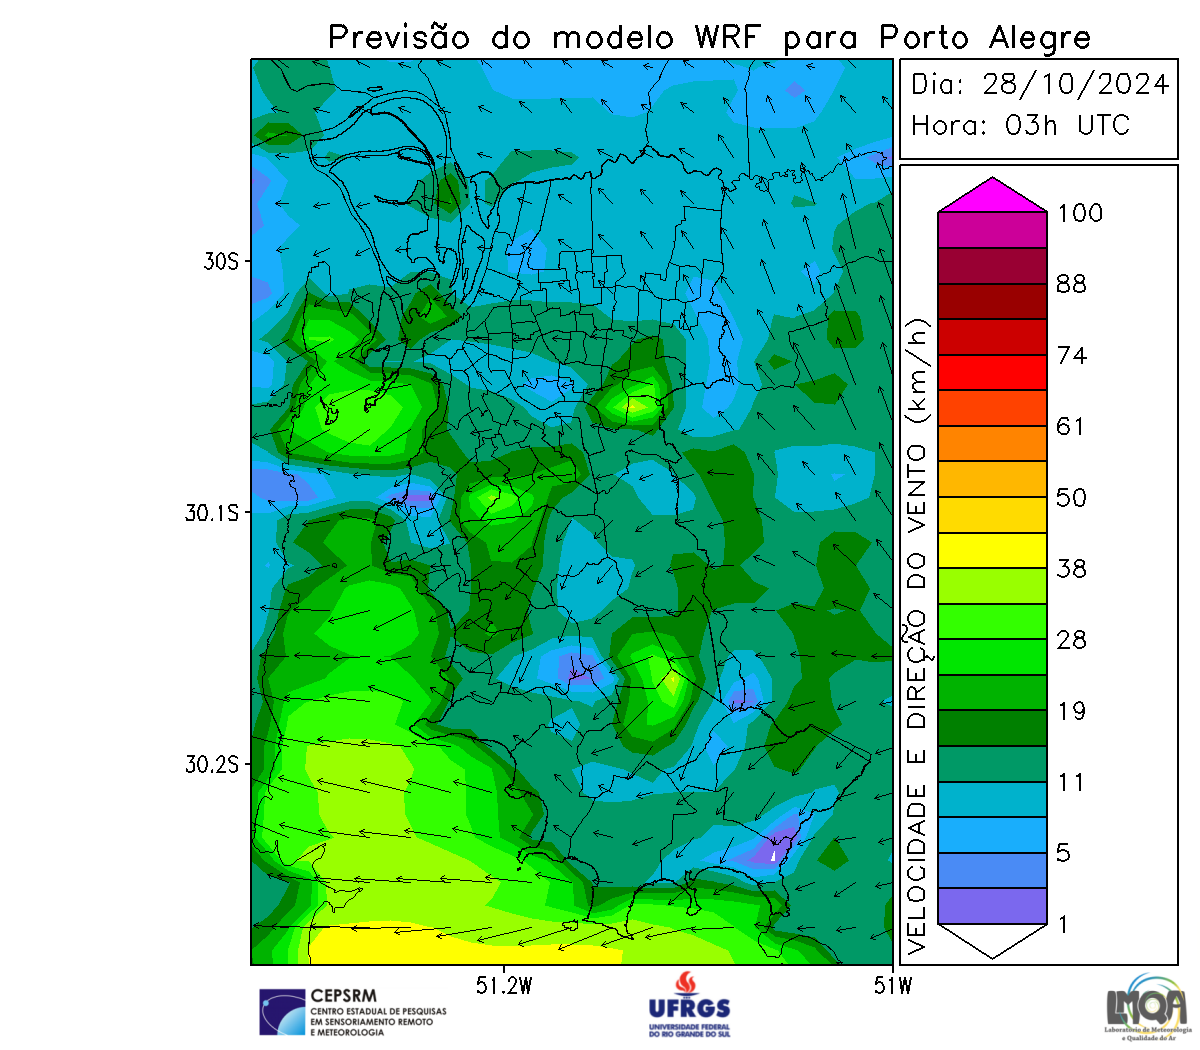 Previsão do modelo WRF para Porto Alegre
Dia: 28/10/2024
Hora: 03h UTC
30S
30.1S
30.2S
51.2W
51W
VELOCIDADE E DIREÇÃO DO VENTO (km/h)
100
88
74
61
50
38
28
19
11
5
1
CEPSRM
CENTRO ESTADUAL DE PESQUISAS
EM SENSORIAMENTO REMOTO
E METEOROLOGIA
UFRGS
UNIVERSIDADE FEDERAL
DO RIO GRANDE DO SUL
LMQA
Laboratório de Meteorologia
e Qualidade do Ar